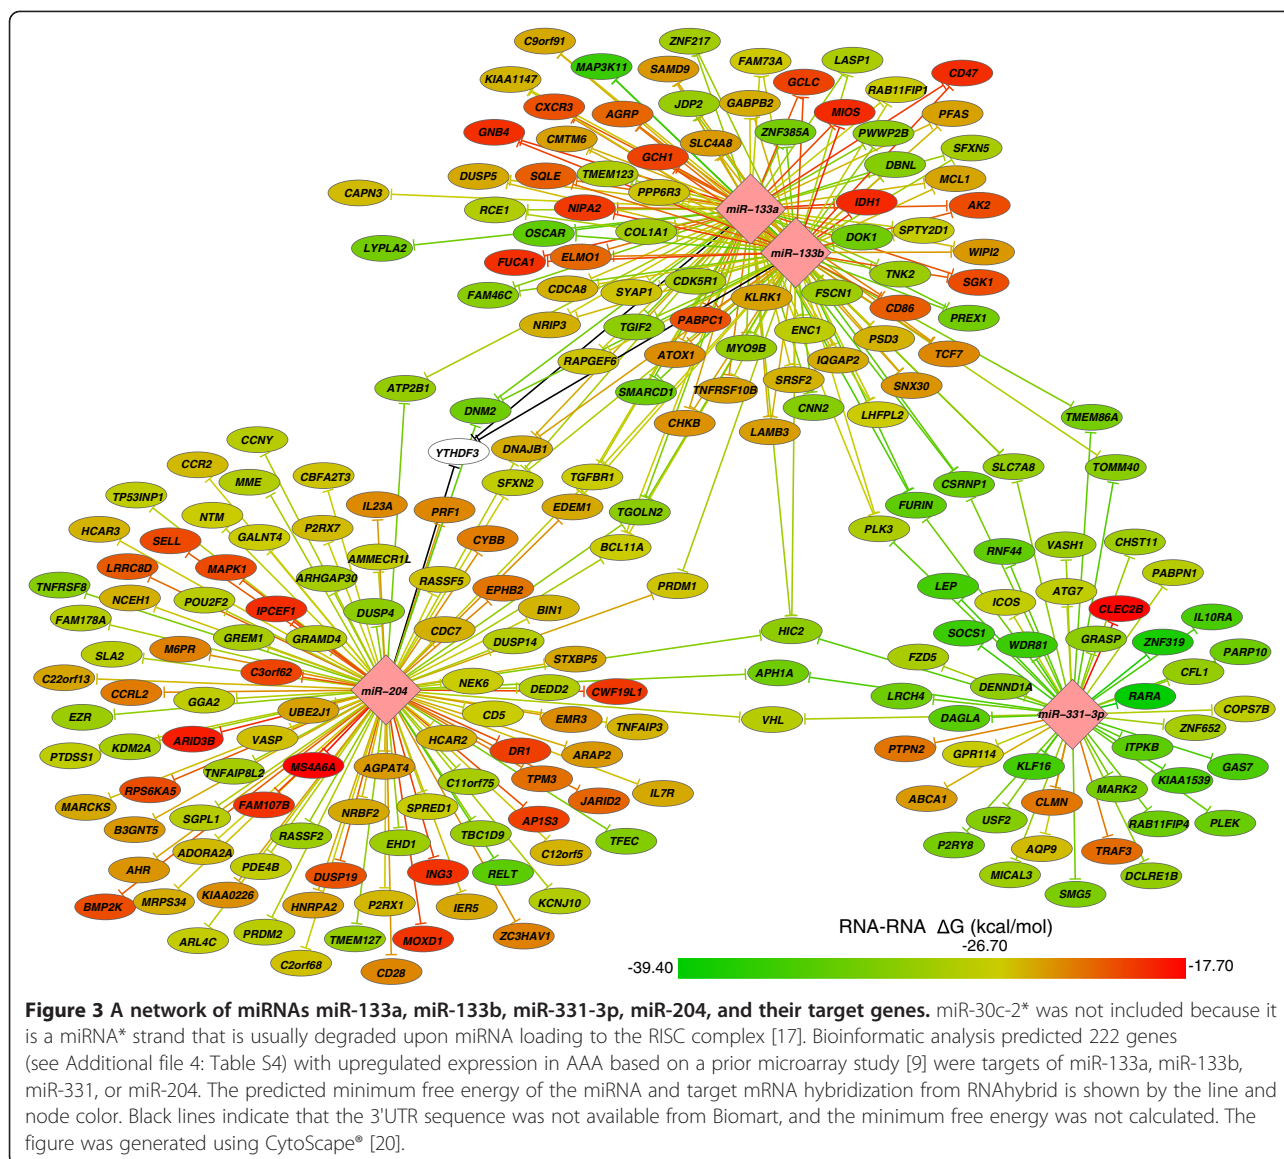 C9orf91
ZNF217
MAP3K11
SAMD9
FAM73A
LASP1
CD47
KIAA1147
GCLC
RAB11FIP1
CXCR3
AGRP
JDP2
GABPB2
MIOS
PFAS
GNB4
CMTM6
SLC4A8
ZNF385A
PWWP2B
SFXN5
GCH1
DBNL
DUSP5
SQLE
TMEM123
MCL1
CAPN3
PPP6R3
RCE1
NIPA2
miR-133a
IDH1
AK2
OSCAR
COL1A1
DOK1
SPTY2D1
LYPLA2
FUCA1
ELMO1
miR-133b
WIPI2
TNK2
SGK1
FAM46C
CDCA8
SYAP1
CDK5R1
KLRK1
FSCN1
CD86
PREX1
NRIP3
TGIF2
PABPC1
ENC1
PSD3
RAPGEF6
ATOX1
MYO9B
IQGAP2
TCF7
ATP2B1
SMARCD1
TNFRSF10B
SRSF2
SNX30
DNM2
CHKB
CNN2
LHFPL2
TMEM86A
LAMB3
YTHDF3
DNAJB1
CCNY
CCR2
MME
CBFA2T3
SFXN2
TGFBR1
SLC7A8
TOMM40
CSRNP1
TP53INP1
IL23A
PRF1
EDEM1
TGOLN2
FURIN
NTM
P2RX7
PLK3
HCAR3
SELL
GALNT4
CYBB
BCL11A
RNF44
VASH1
CHST11
LRRC8D
MAPK1
ARHGAP30
AMMECR1L
RASSF5
PABPN1
TNFRSF8
EPHB2
PRDM1
LEP
ICOS
ATG7
NCEH1
POU2F2
IPCEF1
DUSP4
BIN1
CLEC2B
IL10RA
FAM178A
GREM1
GRAMD4
CDC7
DUSP14
HIC2
SOCS1
WDR81
GRASP
ZNF319
SLA2
M6PR
STXBP5
FZD5
PARP10
C22orf13
C3orf62
NEK6
APH1A
CFL1
CCRL2
miR-204
DEDD2
CWF19L1
LRCH4
DENND1A
RARA
EZR
GGA2
UBE2J1
CD5
EMR3
TNFAIP3
VHL
DAGLA
miR-331-3p
COPS7B
ZNF652
PTDSS1
KDM2A
ARID3B
VASP
HCAR2
DR1
ARAP2
PTPN2
GPR114
ITPKB
GAS7
TNFAIP8L2
MS4A6A
AGPAT4
C11orf75
TPM3
KLF16
KIAA1539
MARCKS
RPS6KA5
FAM107B
NRBF2
SPRED1
JARID2
IL7R
ABCA1
CLMN
MARK2
B3GNT5
SGPL1
AP1S3
USF2
RAB11FIP4
PLEK
RASSF2
EHD1
TBC1D9
TFEC
P2RY8
AQP9
TRAF3
AHR
ADORA2A
PDE4B
C12orf5
MICAL3
DCLRE1B
BMP2K
MRPS34
KIAA0226
DUSP19
ING3
RELT
SMG5
HNRPA2
P2RX1
IER5
KCNJ10
ARL4C
PRDM2
TMEM127
MOXD1
ZC3HAV1
C2orf68
CD28
RNA-RNA ΔG (kcal/mol)
-26.70
-39.40
-17.70
Figure 3 A network of miRNAs miR-133a, miR-133b, miR-331-3p, miR-204, and their target genes. miR-30c-2* was not included because it
is a miRNA* strand that is usually degraded upon miRNA loading to the RISC complex [17]. Bioinformatic analysis predicted 222 genes
(see Additional file 4: Table S4) with upregulated expression in AAA based on a prior microarray study [9] were targets of miR-133a, miR-133b,
miR-331, or miR-204. The predicted minimum free energy of the miRNA and target mRNA hybridization from RNAhybrid is shown by the line and
node color. Black lines indicate that the 3'UTR sequence was not available from Biomart, and the minimum free energy was not calculated. The
figure was generated using CytoScape® [20].